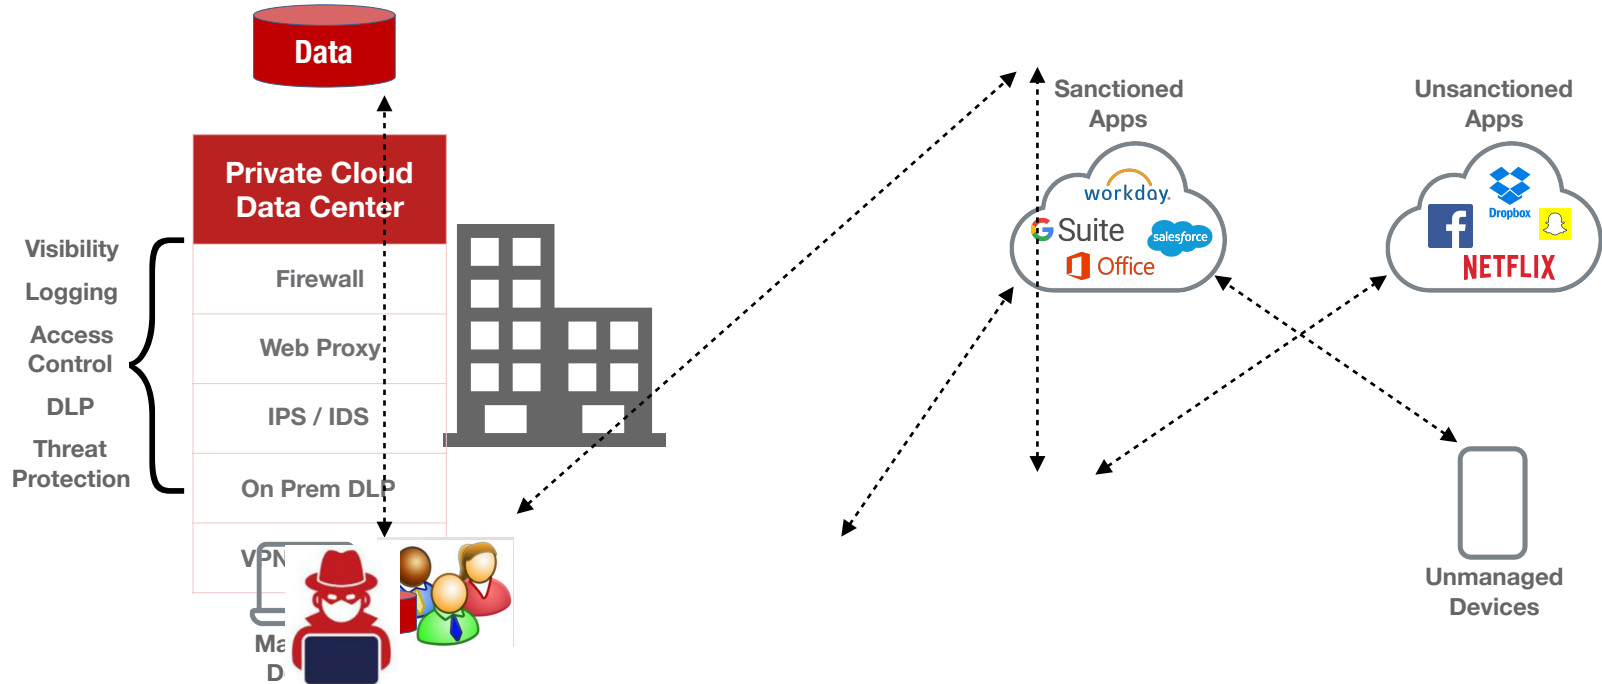 Data
Private Cloud
Data Center
Visibility
Logging
Access
Control
DLP
Threat
Protection
Firewall
Web Proxy
IPS / IDS
On Prem DLP
VPN
Sanctioned
Apps
workday.
G Suite
salesforce
Office
Unsanctioned
Apps
Dropbox
NETFLIX
Unmanaged
Devices